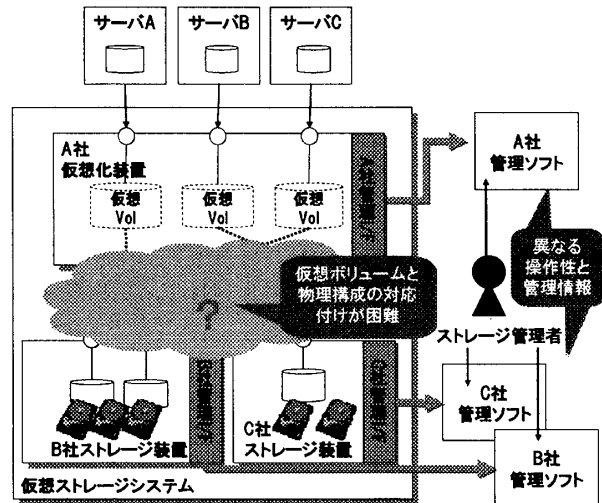 サーバA
サーバB
サーバC
A社
仮想化装置
仮想
Vol
仮想
Vol
仮想
Vol
A社
管理ソフト
異なる
操作性と
管理情報
仮想ボリュームと
物理構成の対応
付けが困難
?
ストレージ管理者
B社ストレージ装置
C社
ストレージ装置
C社
管理ソフト
B社
管理ソフト
仮想ストレージシステム